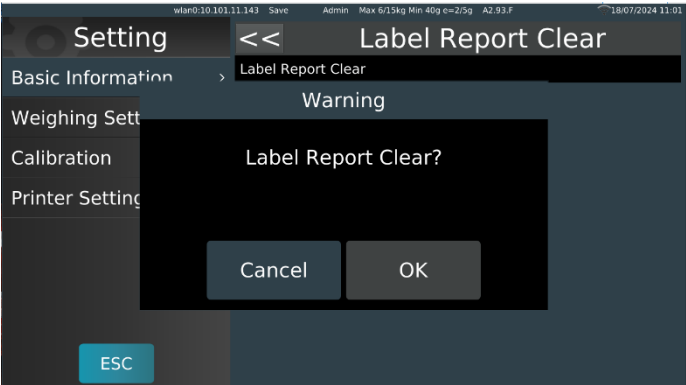 wlan0:10.101.11.143 Save Admin Max 6/15kg Min 40g e=2/5g A2.93.F 18/07/2024 11:01
Setting
<< Label Report Clear
Basic Information >
Label Report Clear
Warning
Weighing Sett
Calibration
Label Report Clear?
Printer Setting
Cancel
OK
ESC